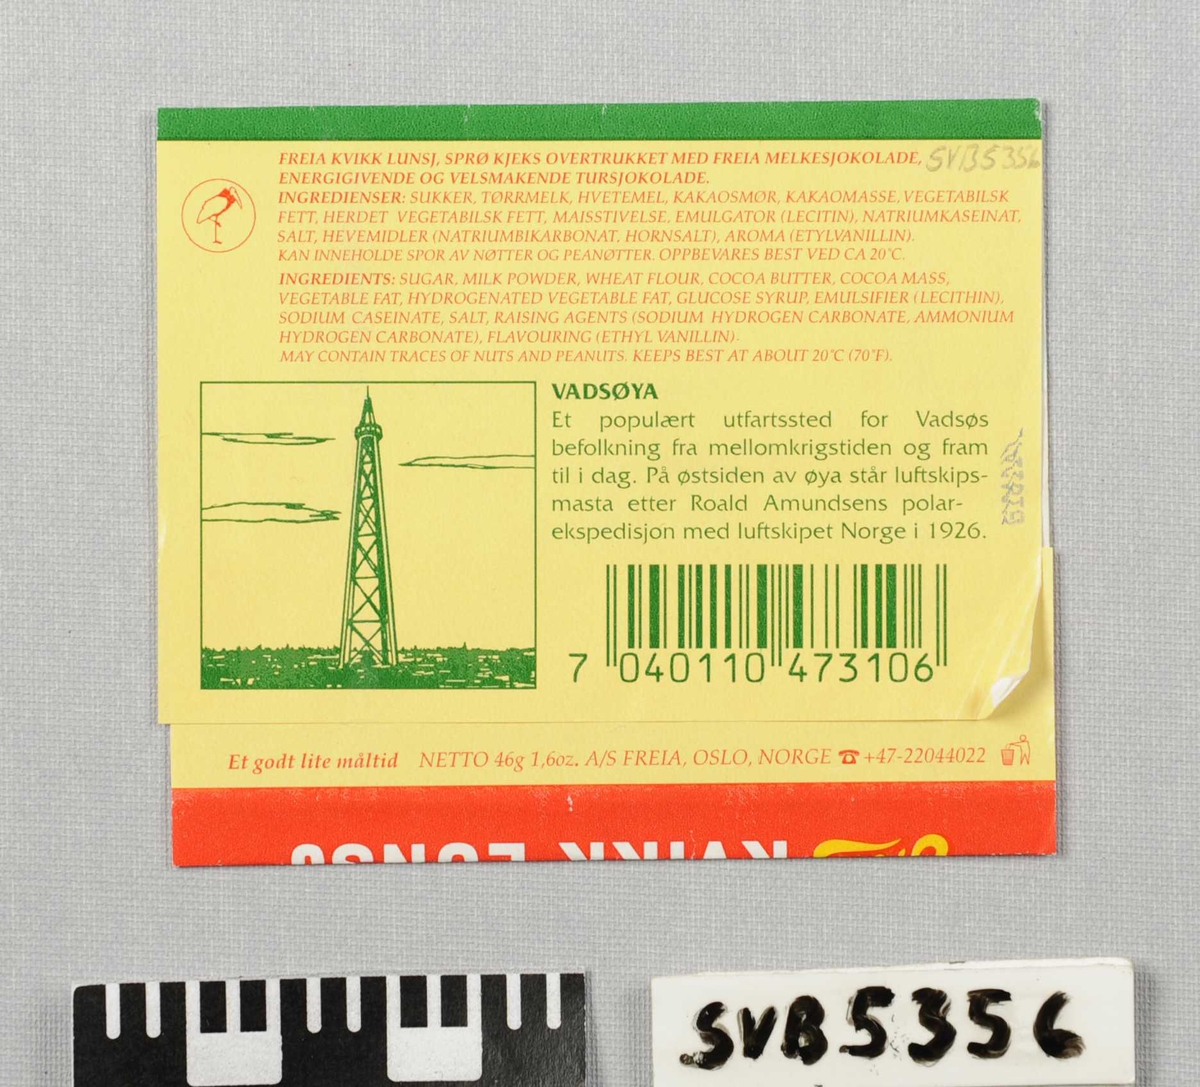 FREIA KVIKK LUNSJ, SPRØ KJEKS OVERTRUKKET MED FREIA MELKESJOKOLADE,
SVB5356
ENERGIGIVENDE OG VELSMAKENDE TURSJOKOLADE.
INGREDIENSER: SUKKER, TØRRMELK, HVETEMEL, KAKAOSMØR, KAKAOMASSE, VEGETABILSK
FETT, HERDET VEGETABILSK FETT, MAISSTIVELSE, EMULGATOR (LECITIN), NATRIUMKASEINAT,
SALT, HEVEMIDLER (NATRIUMBIKARBONAT, HORNSALT), AROMA (ETYLVANILLIN).
KAN INNEHOLDE SPOR AV NØTTER OG PEANØTTER. OPPBEVARES BEST VED CA 20°C.
INGREDIENTS: SUGAR, MILK POWDER, WHEAT FLOUR, COCOA BUTTER, COCOA MASS,
VEGETABLE FAT, HYDROGENATED VEGETABLE FAT, GLUCOSE SYRUP, EMULSIFIER (LECITHIN),
SODIUM CASEINATE, SALT, RAISING AGENTS (SODIUM HYDROGEN CARBONATE, AMMONIUM
HYDROGEN CARBONATE), FLAVOURING (ETHYL VANILLIN).
MAY CONTAIN TRACES OF NUTS AND PEANUTS. KEEPS BEST AT ABOUT 20°C (70°F).
VADSØYA
Et populært utfartssted for Vadsøs
befolkning fra mellomkrigstiden og fram
til i dag. På østsiden av øya står luftskips-
masta etter Roald Amundsens polar-
ekspedisjon med luftskipet Norge i 1926.
7 040110 473106
Et godt lite måltid NETTO 46g 1,6oz. A/S FREIA, OSLO, NORGE ☎ +47-22044022
KVIKK LUNSJ
SVB5356